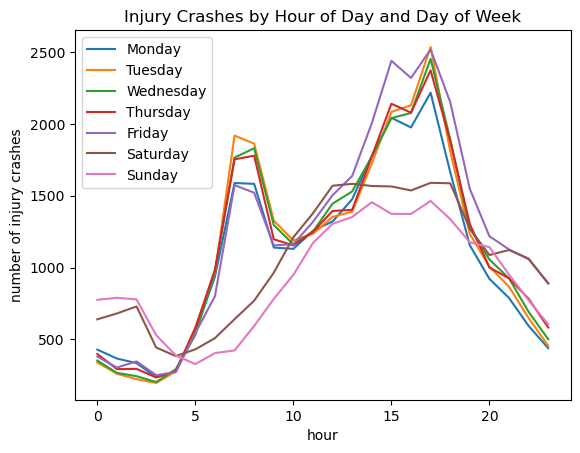 Injury Crashes by Hour of Day and Day of Week
number of injury crashes
2500
2000
1500
1000
500
Monday
Tuesday
Wednesday
Thursday
Friday
Saturday
Sunday
0
5
10
15
20
hour